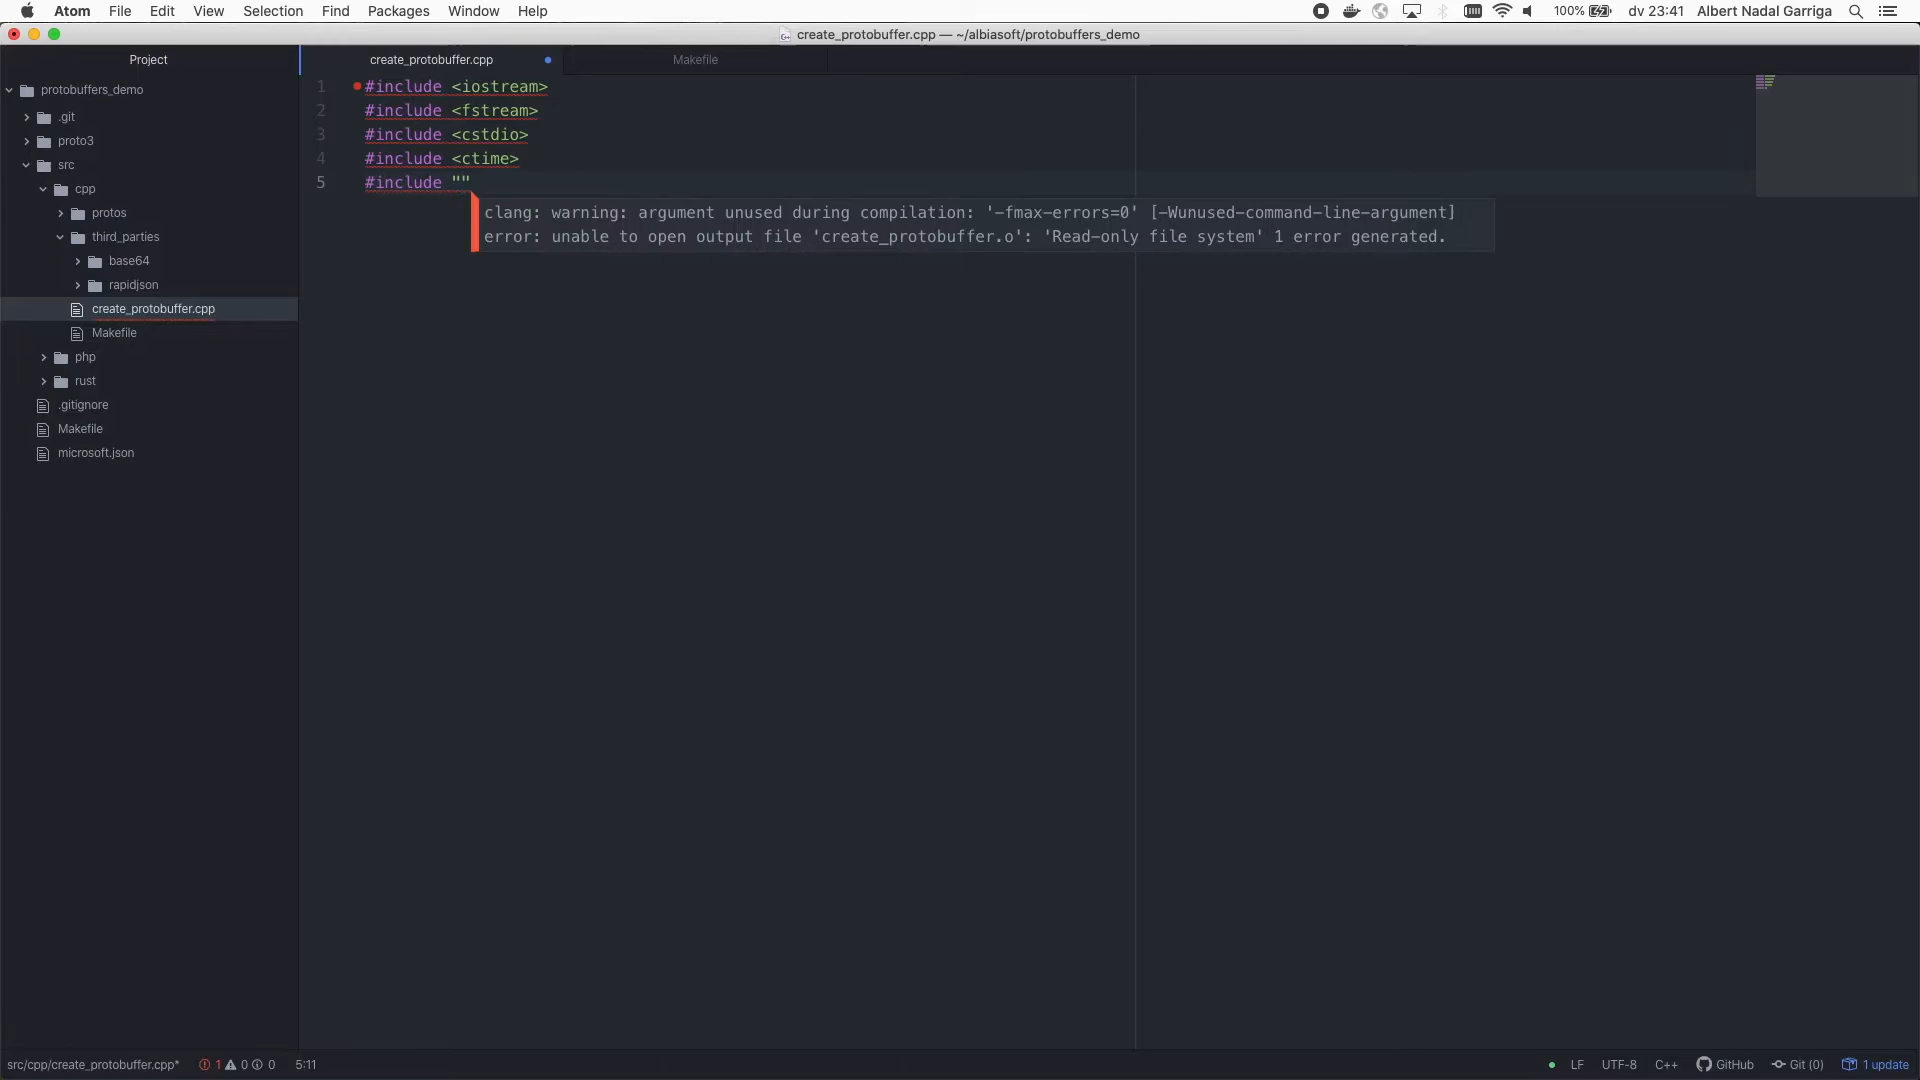 Atom File Edit View Selection Find Packages Window Help 100% dv 23:41 Albert Nadal Garriga
create_protobuffer.cpp — ~/albiasoft/protobuffers_demo
Project
create_protobuffer.cpp
Makefile
protobuffers_demo
.git
proto3
src
cpp
protos
third_parties
base64
rapidjson
create_protobuffer.cpp
Makefile
php
rust
.gitignore
Makefile
microsoft.json
1 #include <iostream>
2 #include <fstream>
3 #include <cstdio>
4 #include <ctime>
5 #include ""
clang: warning: argument unused during compilation: '-fmax-errors=0' [-Wunused-command-line-argument]
error: unable to open output file 'create_protobuffer.o': 'Read-only file system' 1 error generated.
src/cpp/create_protobuffer.cpp* 1 0 0 5:11 LF UTF-8 C++ GitHub Git (0) 1 update